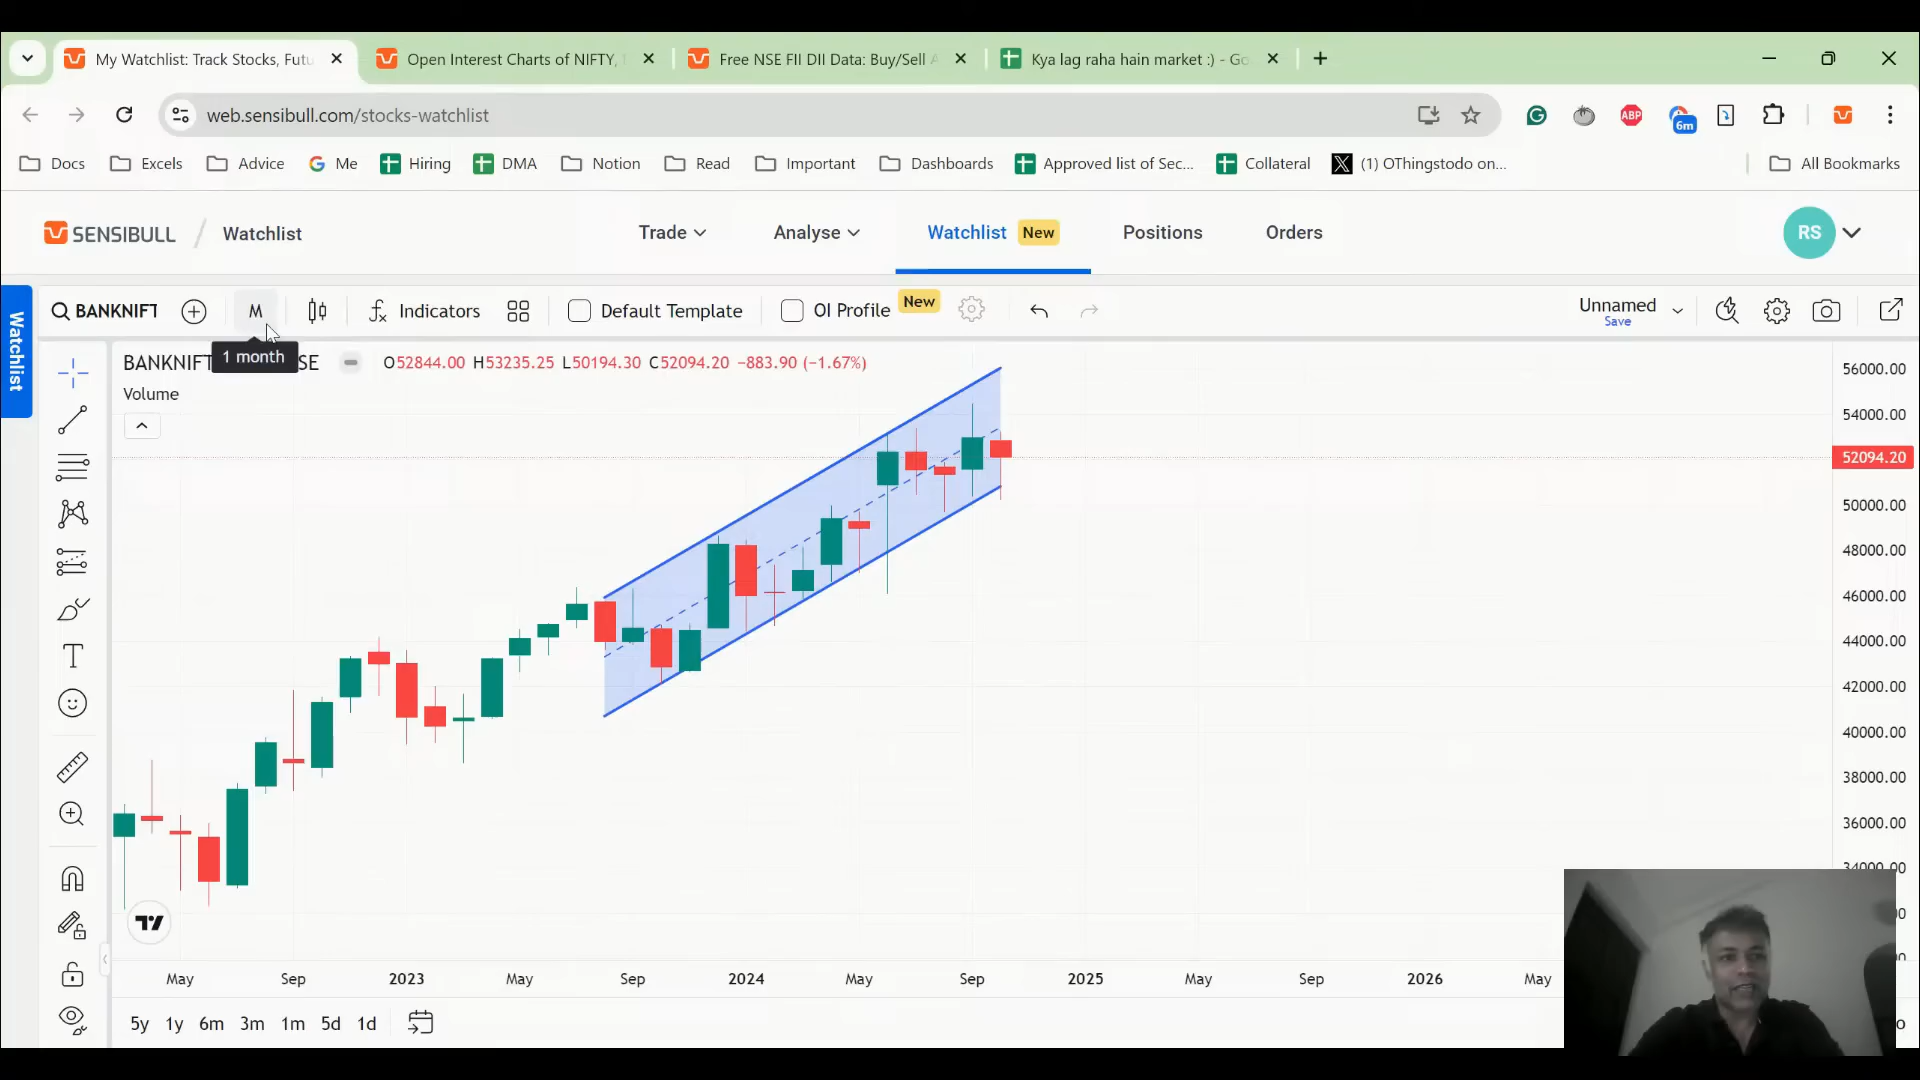 My Watchlist: Track Stocks, Futu
Open Interest Charts of NIFTY,
Free NSE FII DII Data: Buy/Sell A
Kya lag raha hain market :) - Go
web.sensibull.com/stocks-watchlist
ABP
6m
Docs
Excels
Advice
Me
Hiring
DMA
Notion
Read
Important
Dashboards
Approved list of Sec...
Collateral
(1) OThingstodo on...
All Bookmarks
SENSIBULL
/
Watchlist
Trade
Analyse
Watchlist
New
Positions
Orders
RS
Watchlist
BANKNIFT
M
Indicators
Default Template
OI Profile
New
Unnamed
Save
1 month
BANKNIFT
SE
O52844.00 H53235.25 L50194.30 C52094.20 −883.90 (−1.67%)
Volume
56000.00
54000.00
52094.20
50000.00
48000.00
46000.00
44000.00
42000.00
40000.00
38000.00
36000.00
34000.00
May
Sep
2023
May
Sep
2024
May
Sep
2025
May
Sep
2026
May
5y
1y
6m
3m
1m
5d
1d